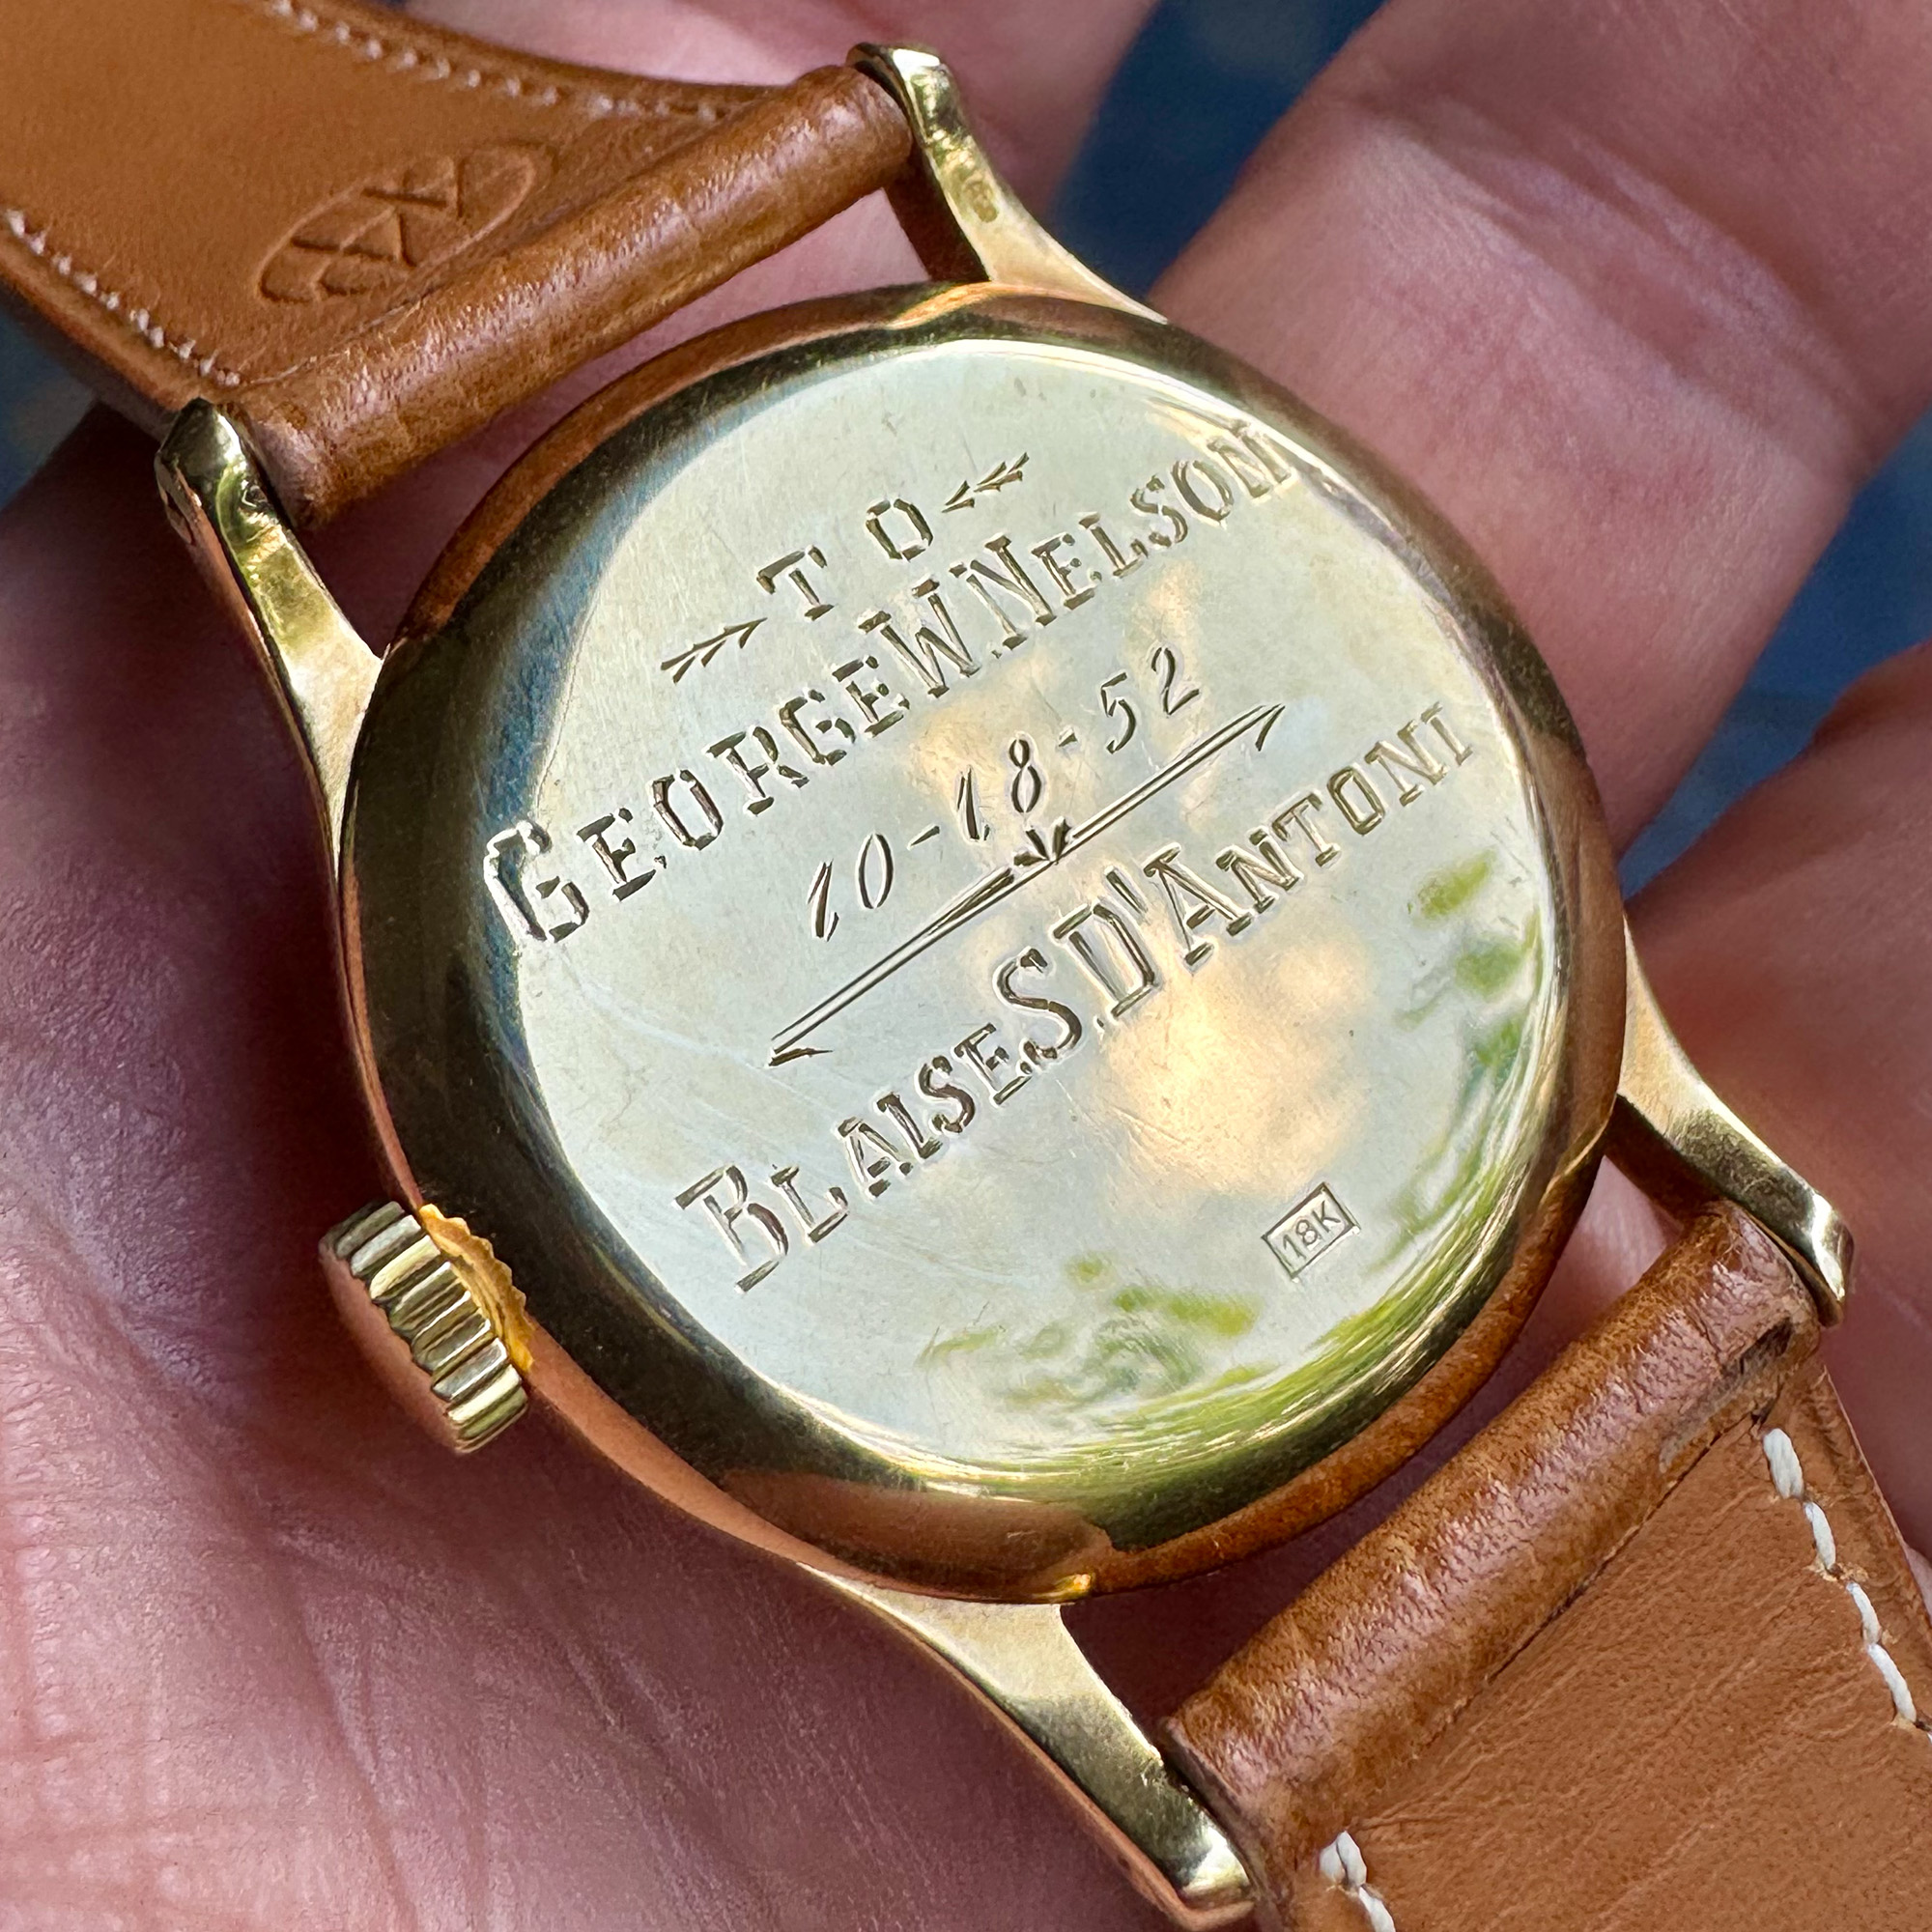 TO
GEORGE W. NELSON
10-18-52
BLAISE S. D'ANTONI
18K